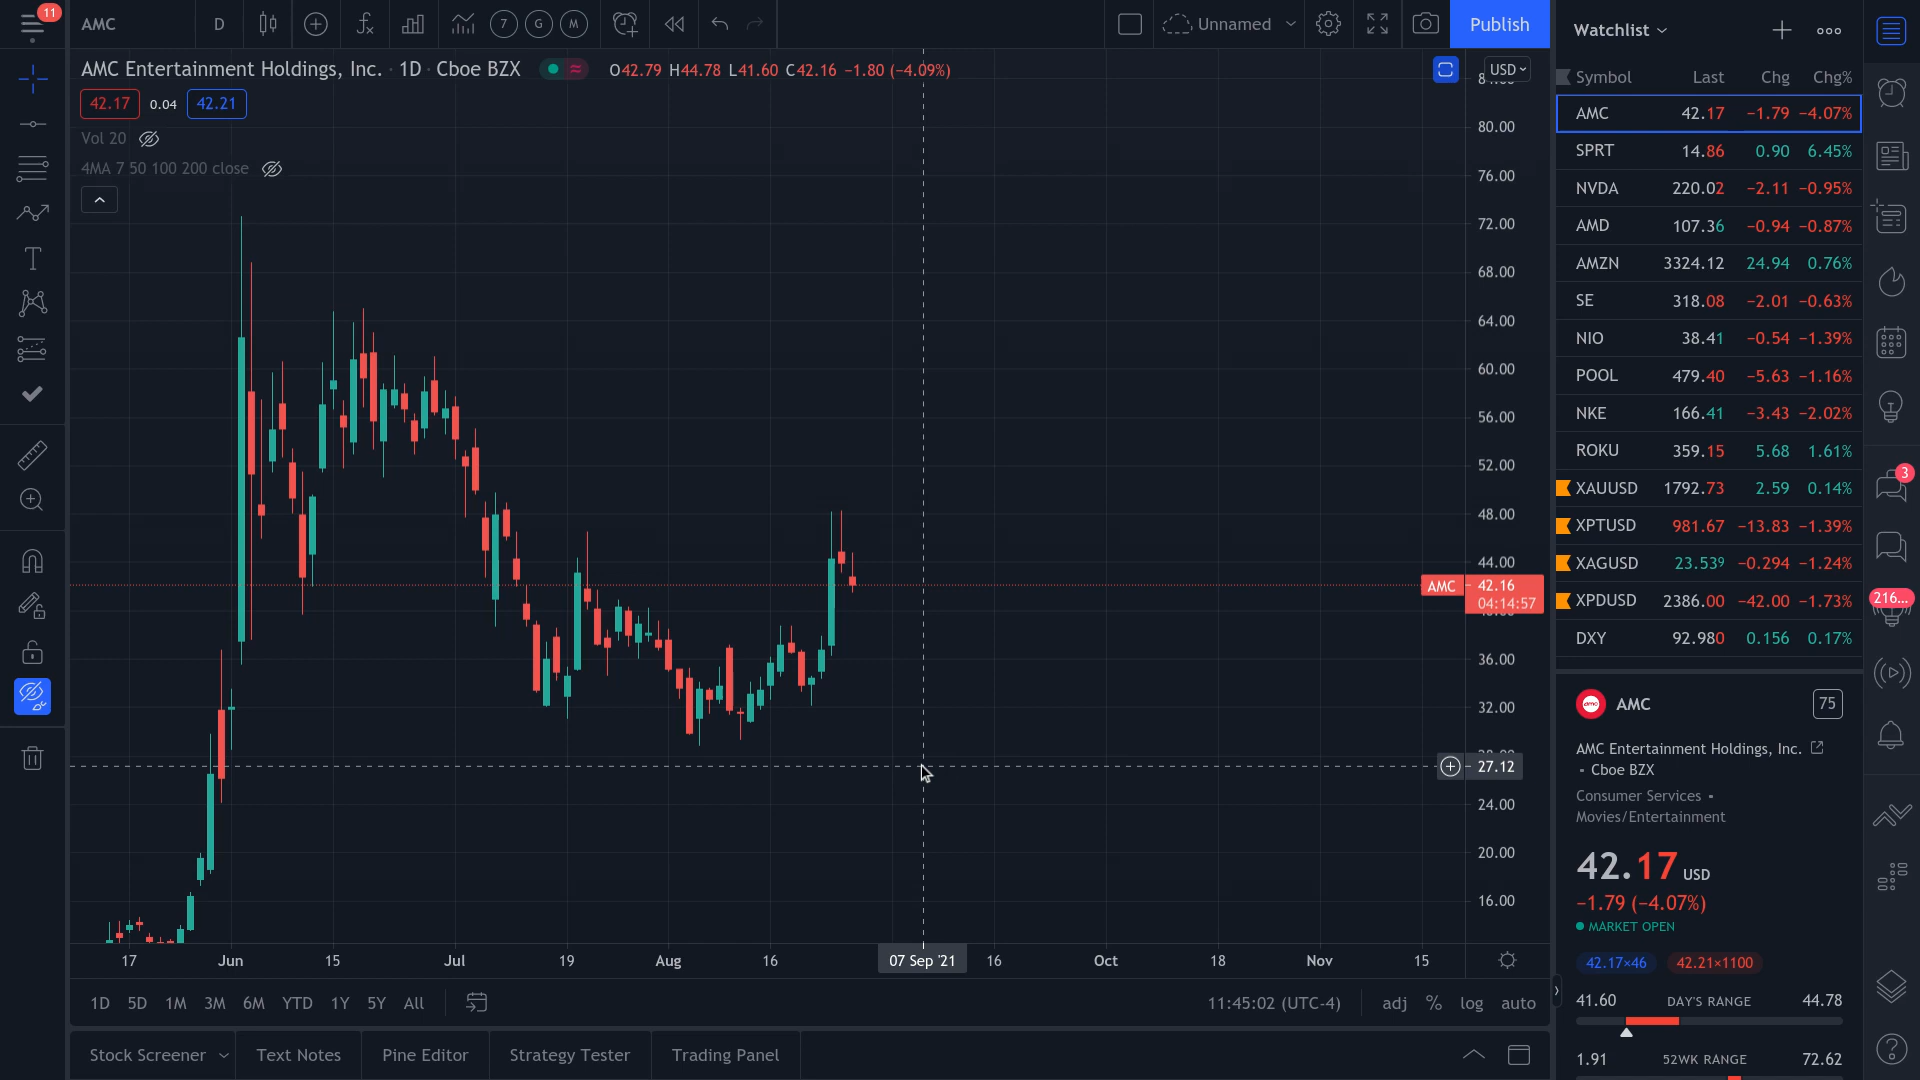 11
AMC
D
7
G
M
Unnamed
Publish
AMC Entertainment Holdings, Inc. · 1D · Cboe BZX
O42.79 H44.78 L41.60 C42.16 −1.80 (−4.09%)
USD
42.17 0.04 42.21
Vol 20
4MA 7 50 100 200 close
80.00
76.00
72.00
68.00
64.00
60.00
56.00
52.00
48.00
44.00
AMC 42.16
04:14:57
36.00
32.00
27.12
24.00
20.00
16.00
17 Jun 15 Jul 19 Aug 16 07 Sep '21 16 Oct 18 Nov 15
1D 5D 1M 3M 6M YTD 1Y 5Y All
11:45:02 (UTC-4) adj % log auto
Stock Screener Text Notes Pine Editor Strategy Tester Trading Panel
Watchlist
Symbol Last Chg Chg%
AMC 42.17 −1.79 −4.07%
SPRT 14.86 0.90 6.45%
NVDA 220.02 −2.11 −0.95%
AMD 107.36 −0.94 −0.87%
AMZN 3324.12 24.94 0.76%
SE 318.08 −2.01 −0.63%
NIO 38.41 −0.54 −1.39%
POOL 479.40 −5.63 −1.16%
NKE 166.41 −3.43 −2.02%
ROKU 359.15 5.68 1.61%
XAUUSD 1792.73 2.59 0.14%
XPTUSD 981.67 −13.83 −1.39%
XAGUSD 23.539 −0.294 −1.24%
XPDUSD 2386.00 −42.00 −1.73%
DXY 92.980 0.156 0.17%
AMC 75
AMC Entertainment Holdings, Inc.
Cboe BZX
Consumer Services
Movies/Entertainment
42.17 USD
−1.79 (−4.07%)
MARKET OPEN
42.17×46 42.21×1100
41.60 DAY'S RANGE 44.78
1.91 52WK RANGE 72.62
3
216...